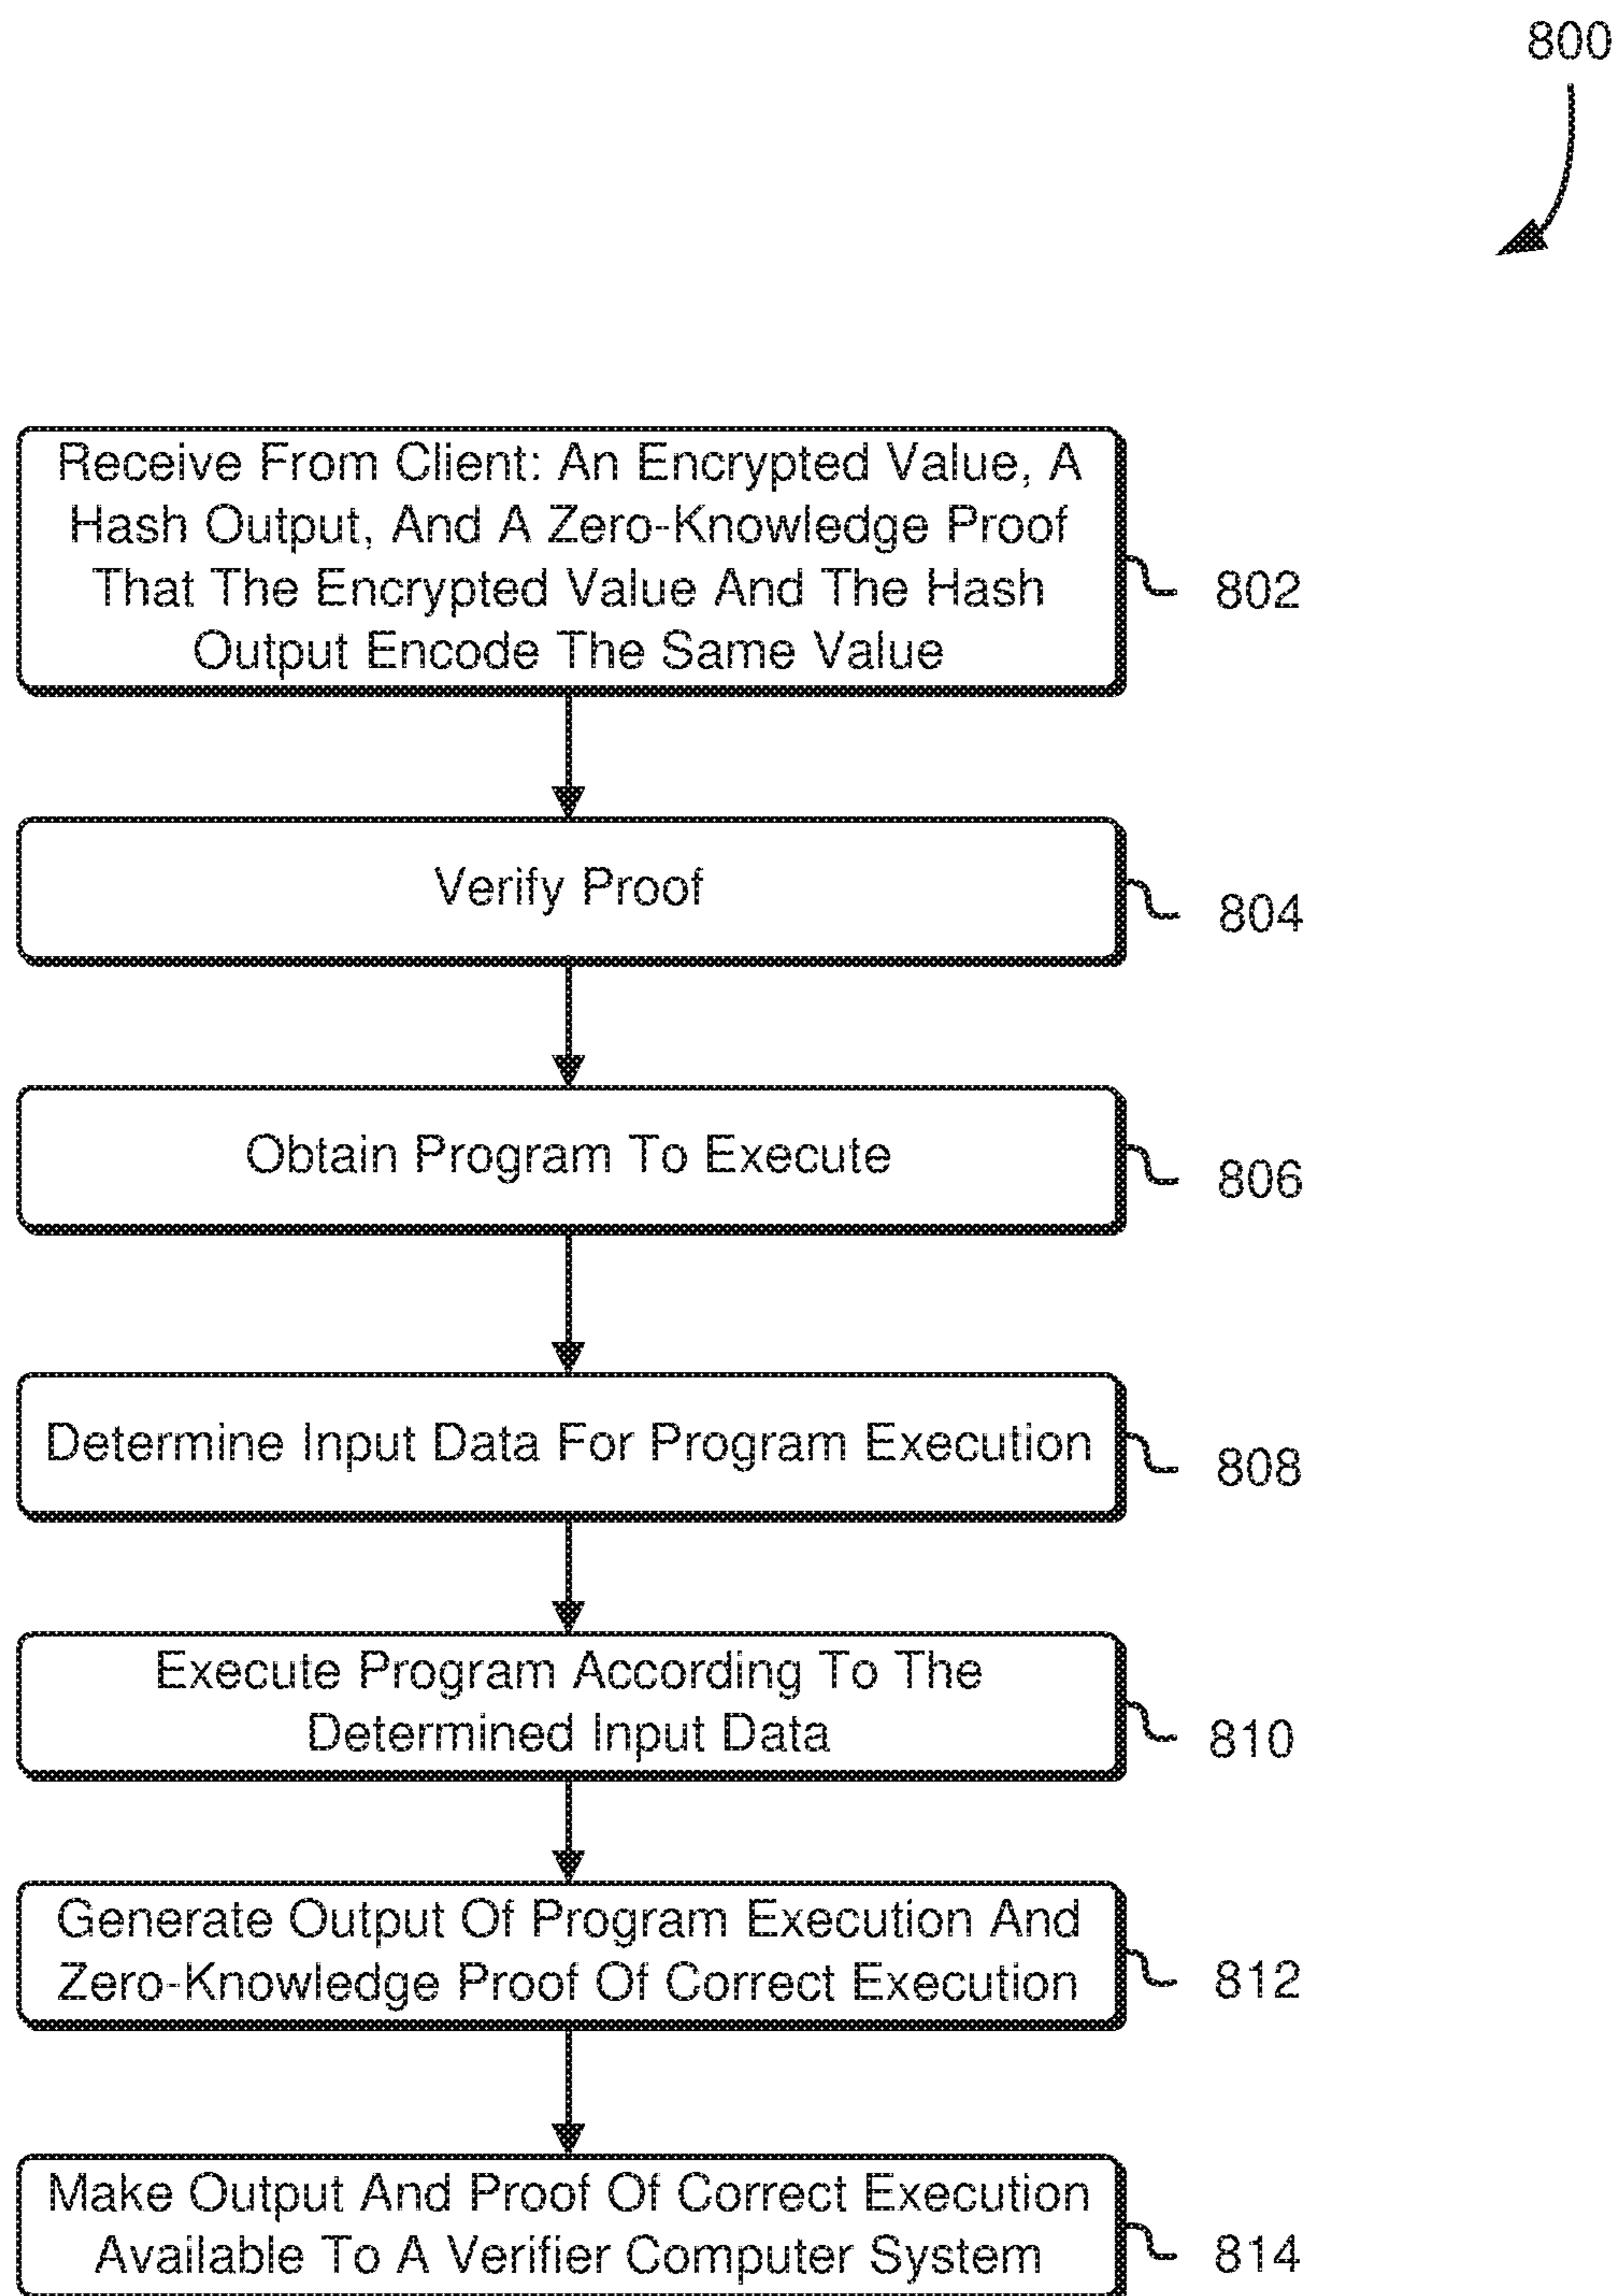 800
Receive From Client: An Encrypted Value, A
Hash Output, And A Zero-Knowledge Proof
That The Encrypted Value And The Hash
Output Encode The Same Value
802
Verify Proof
804
Obtain Program To Execute
806
Determine Input Data For Program Execution
808
Execute Program According To The
Determined Input Data
810
Generate Output Of Program Execution And
Zero-Knowledge Proof Of Correct Execution
812
Make Output And Proof Of Correct Execution
Available To A Verifier Computer System
814